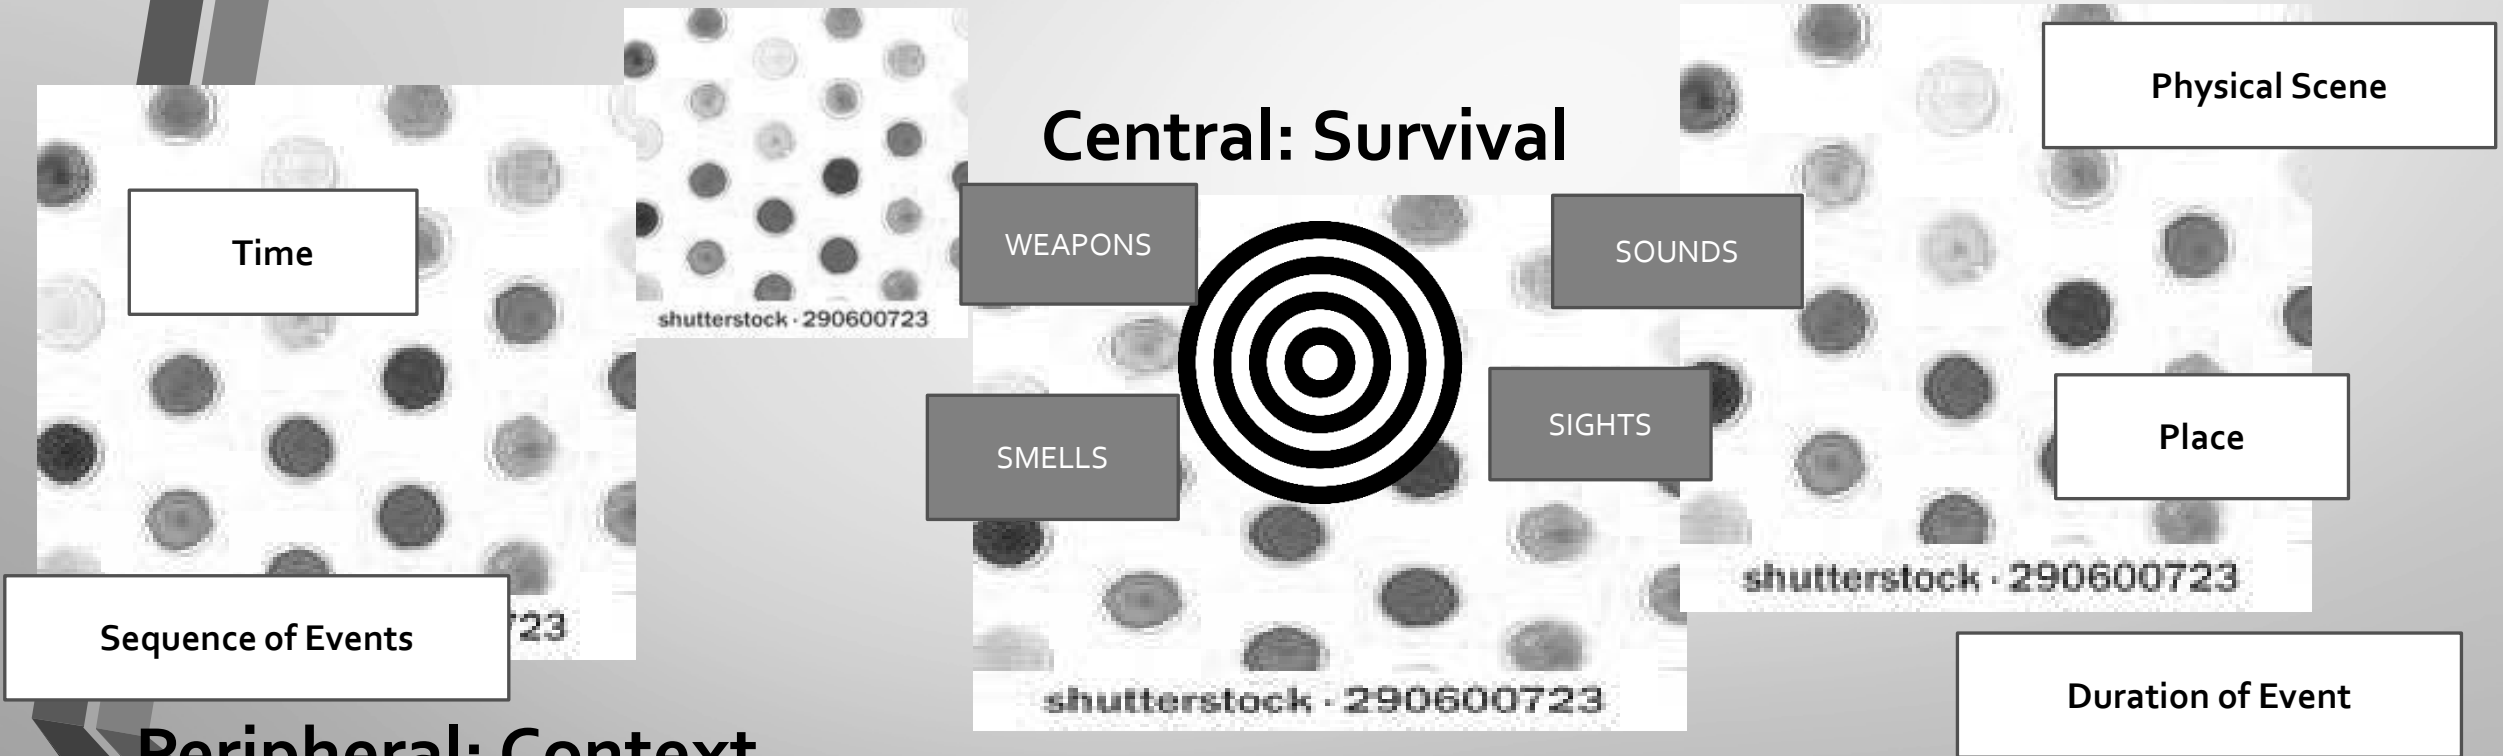 Physical Scene
Central: Survival
WEAPONS
SOUNDS
Time
shutterstock · 290600723
SIGHTS
Place
SMELLS
shutterstock · 290600723
23
Sequence of Events
shutterstock · 290600723
Duration of Event
Peripheral: Context